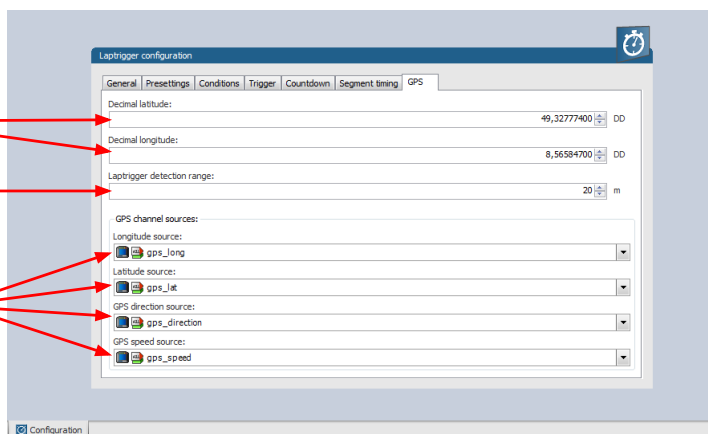 Laptrigger configuration
General Presettings Conditions Trigger Countdown Segment timing GPS
Decimal latitude:
49,32777400 DD
Decimal longitude:
8,56584700 DD
Laptrigger detection range:
20 m
GPS channel sources:
Longitude source:
gps_long
Latitude source:
gps_lat
GPS direction source:
gps_direction
GPS speed source:
gps_speed
Configuration